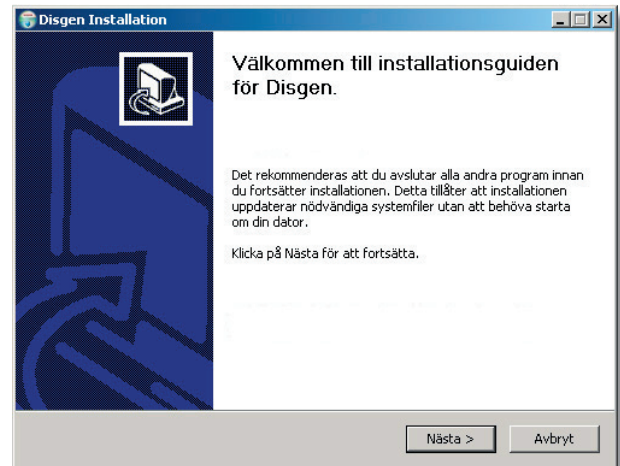 Disgen Installation
Välkommen till installationsguiden
för Disgen.
Det rekommenderas att du avslutar alla andra program innan
du fortsätter installationen. Detta tillåter att installationen
uppdaterar nödvändiga systemfiler utan att behöva starta
om din dator.
Klicka på Nästa för att fortsätta.
Nästa >
Avbryt